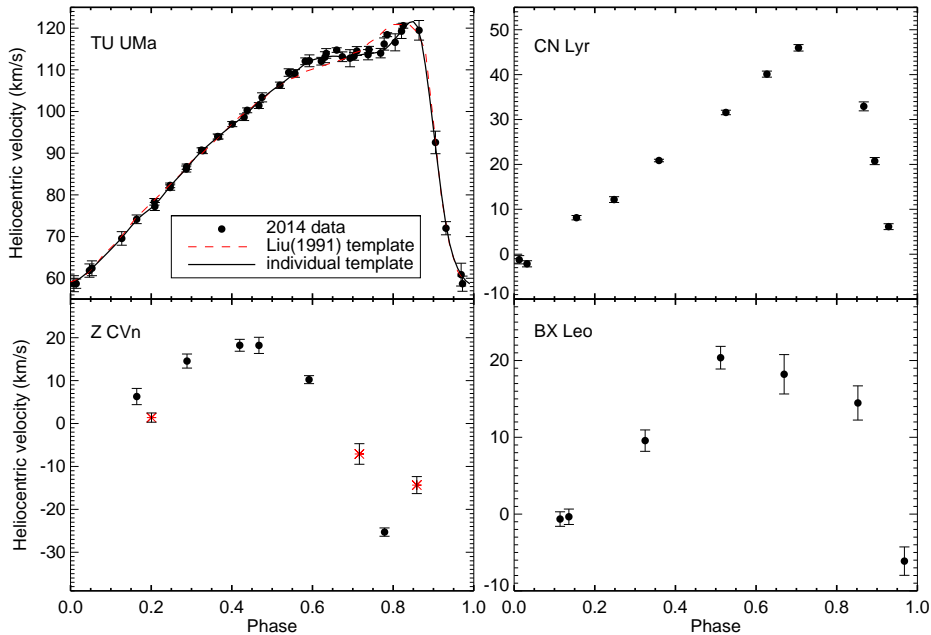 TU UMa
Heliocentric velocity (km/s)
120
110
100
90
80
70
60
2014 data
Liu(1991) template
individual template
CN Lyr
50
40
30
20
10
0
-10
Z CVn
Heliocentric velocity (km/s)
20
10
0
-10
-20
-30
0.0 0.2 0.4 0.6 0.8 1.0
Phase
BX Leo
20
10
0
-10
0.0 0.2 0.4 0.6 0.8 1.0
Phase